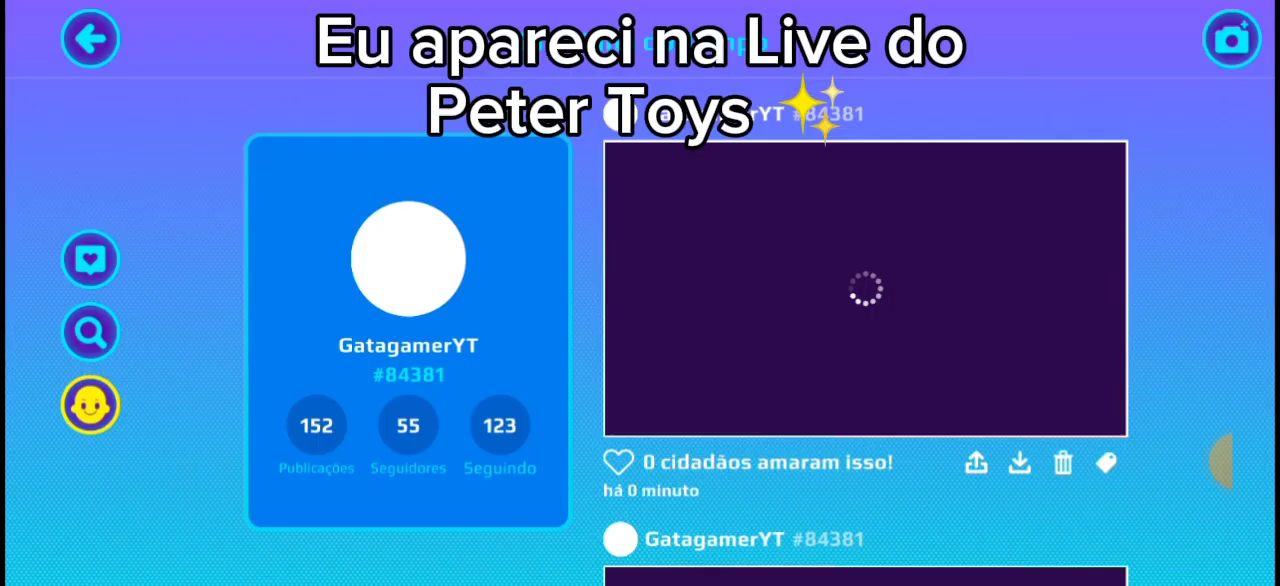 Eu apareci na Live do
Peter Toys ✨
#84381
GatagamerYT
#84381
152
55
123
Publicações
Seguidores
Seguindo
0 cidadãos amaram isso!
há 0 minuto
GatagamerYT #84381